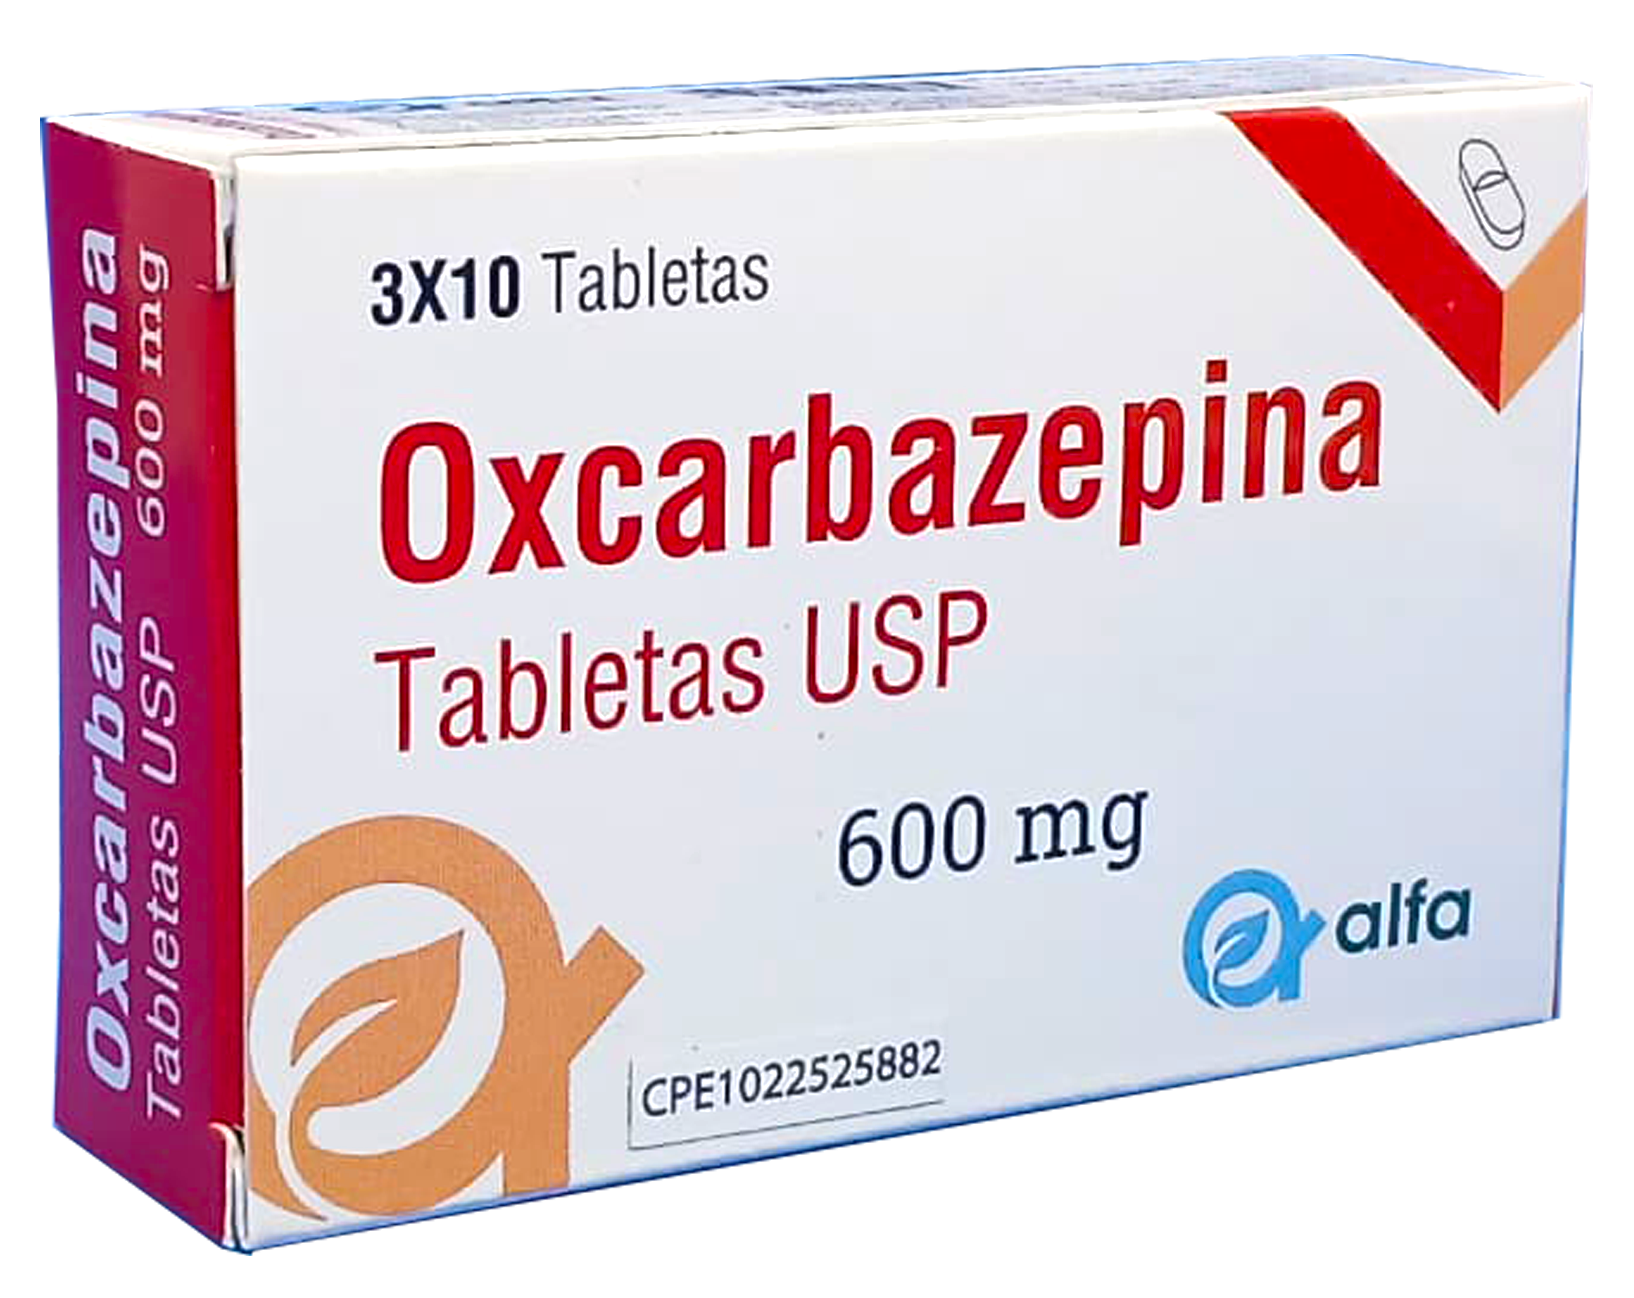 3X10 Tabletas
Oxcarbazepina
Tabletas USP
600 mg
alfa
CPE1022525882
Oxcarbazepina
Tabletas USP 600 mg